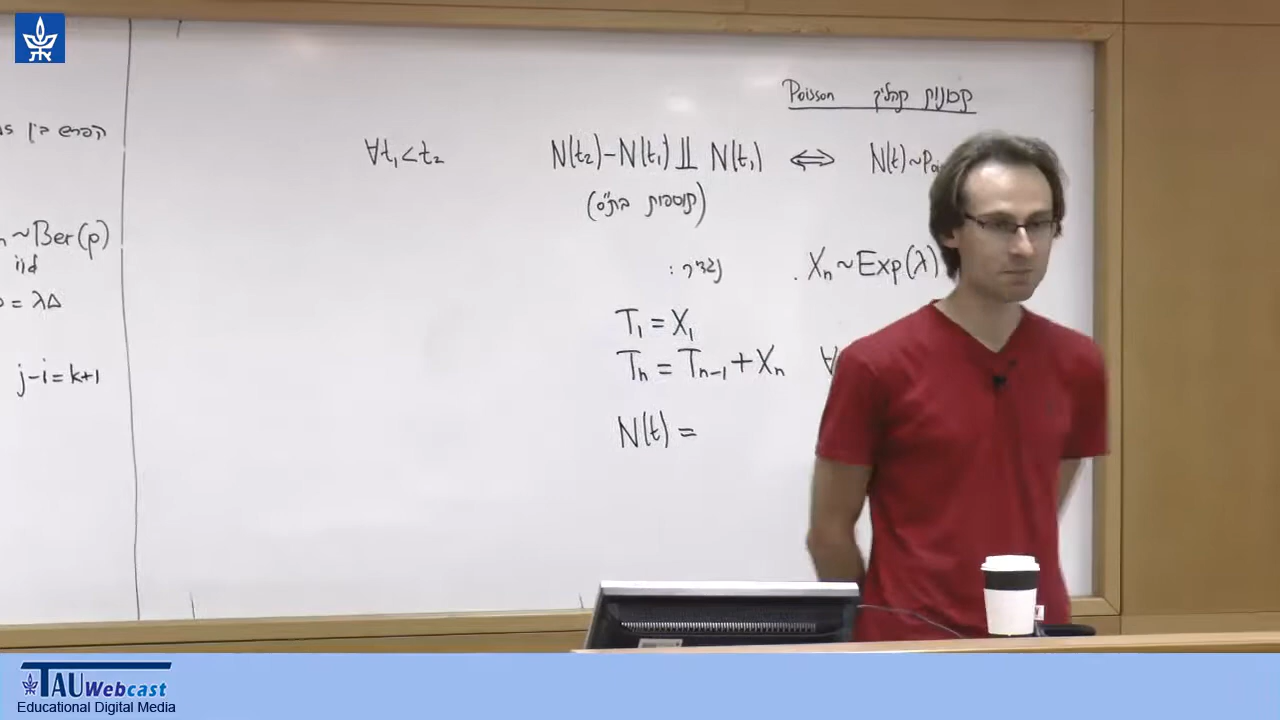 תכונות תהליך Poisson
N(t)~Poi
⇔
N(t₂)-N(t₁) ⫫ N(t₁)
∀t₁<t₂
(תוספות בת"ס)
Xₙ~Exp(λ)
נגדיר:
T₁ = X₁
Tₙ = Tₙ₋₁ + Xₙ ∀
N(t) =
הפרש בין
~Ber(p)
iid
= λΔ
j-i=k+1
TAU Webcast
Educational Digital Media